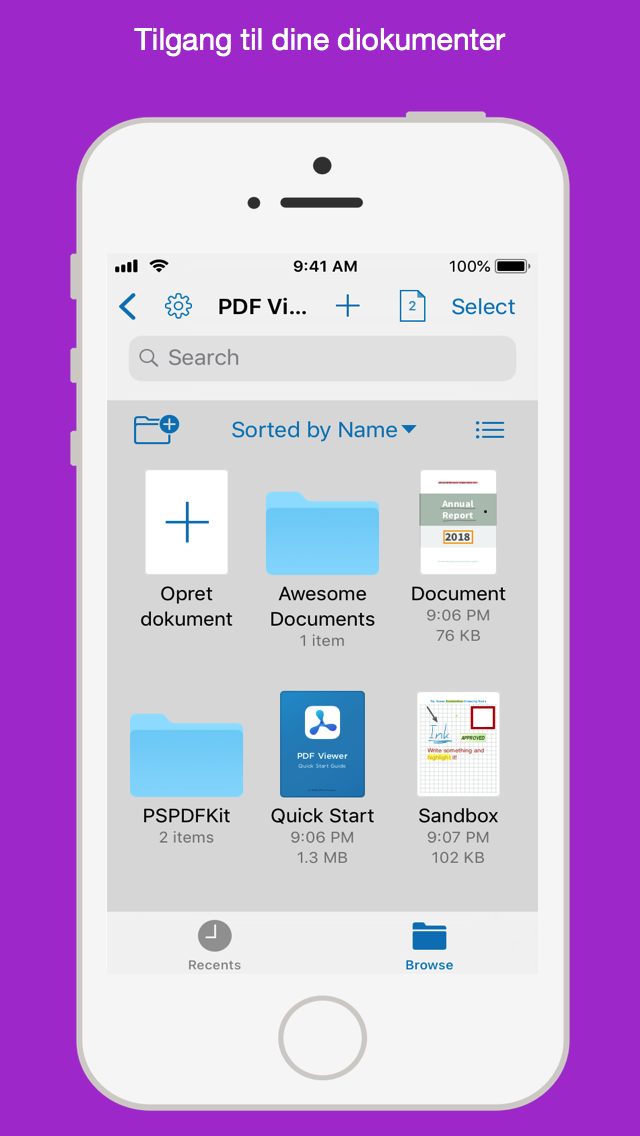 Tilgang til dine diokumenter
9:41 AM
100%
PDF Vi...
2
Select
Search
Sorted by Name
Annual
Report
2018
Opret
dokument
Awesome
Documents
1 item
Document
9:06 PM
76 KB
PDF Viewer
Quick Start Guide
Ink
APPROVED
Write something and
highlight it!
PSPDFKit
2 items
Quick Start
9:06 PM
1.3 MB
Sandbox
9:07 PM
102 KB
Recents
Browse